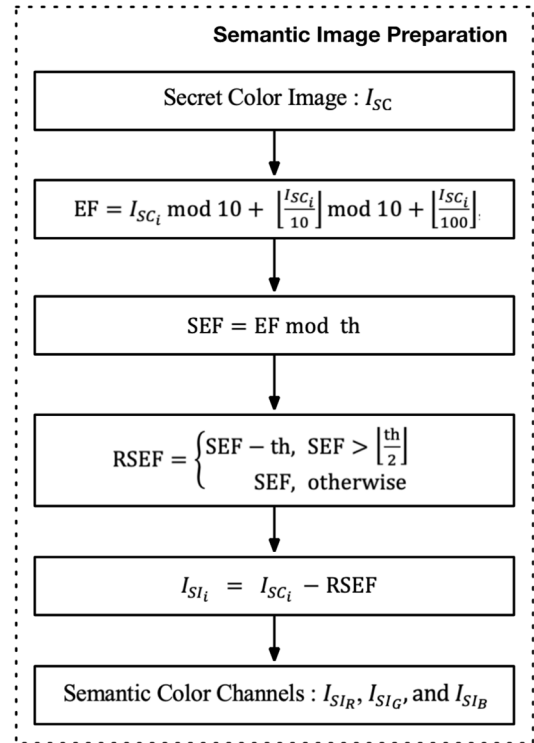 Semantic Image Preparation
Secret Color Image : I_SC
EF = I_SC_i mod 10 + ⌊I_SC_i/10⌋ mod 10 + ⌊I_SC_i/100⌋.
SEF = EF mod th
RSEF = { SEF − th, SEF > ⌊th/2⌋
SEF, otherwise
I_SI_i = I_SC_i − RSEF
Semantic Color Channels : I_SI_R, I_SI_G, and I_SI_B